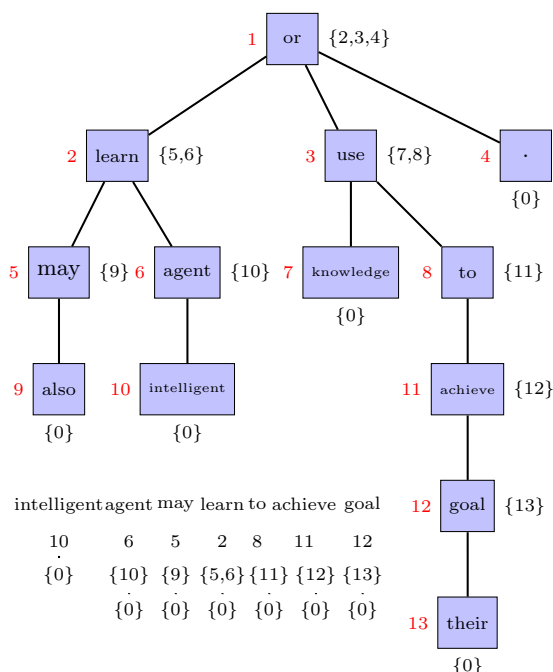 1 or {2,3,4}
2 learn {5,6} 3 use {7,8} 4 .
{0}
5 may {9} 6 agent {10} 7 knowledge 8 to {11}
{0}
9 also 10 intelligent 11 achieve {12}
{0} {0}
intelligent agent may learn to achieve goal 12 goal {13}
10 6 5 2 8 11 12
. {0} {10} {9} {5,6} {11} {12} {13}
. . . . . .
{0} {0} {0} {0} {0} {0} 13 their
{0}